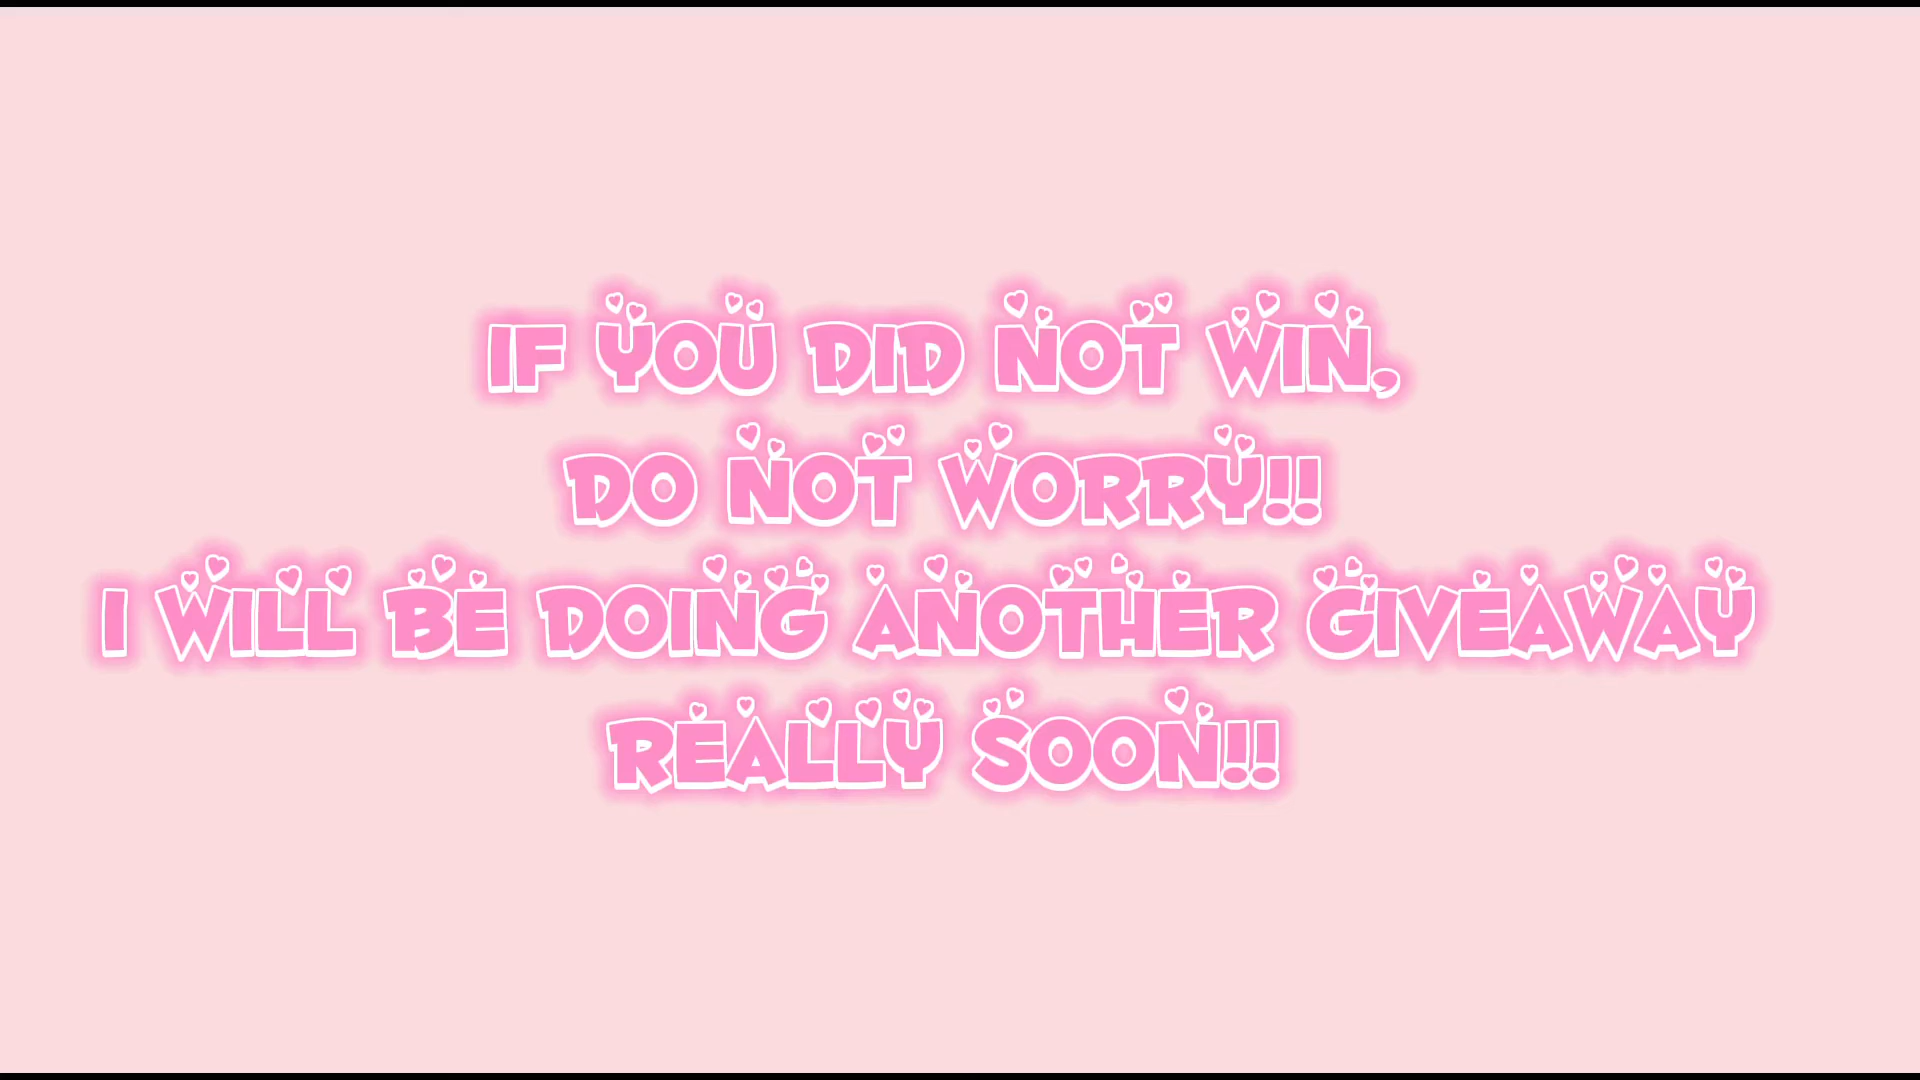 IF YOU DID NOT WIN,
DO NOT WORRY!!
I WILL BE DOING ANOTHER GIVEAWAY
REALLY SOON!!